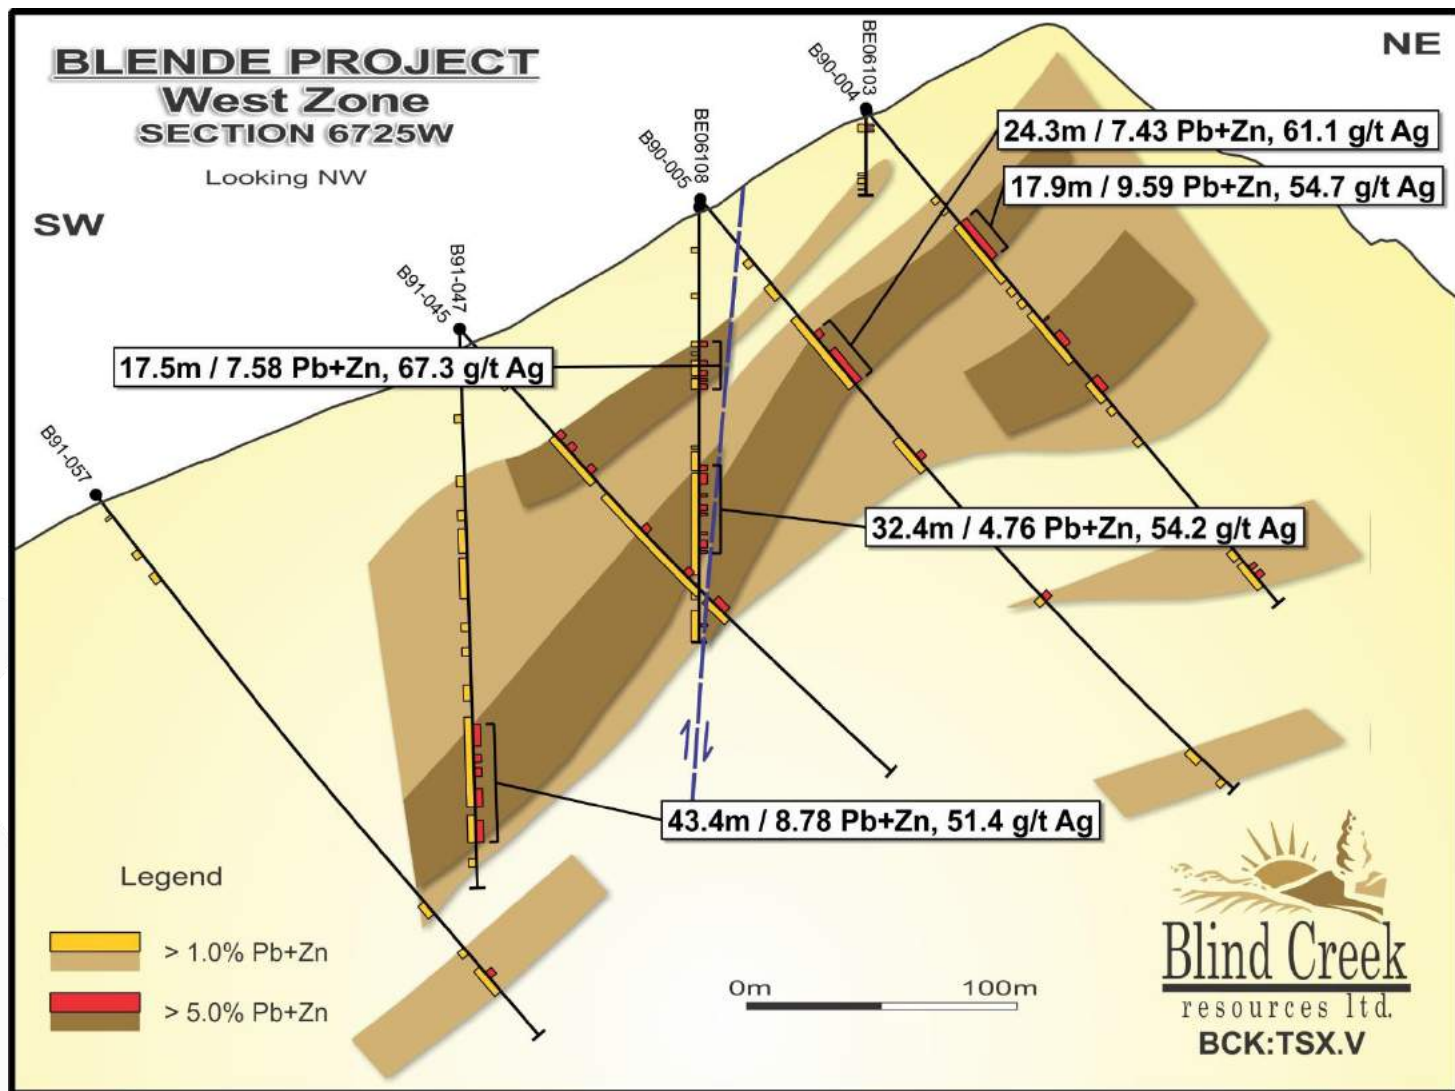 BLENDE PROJECT
West Zone
SECTION 6725W
Looking NW
SW
NE
B91-057
B91-045
B91-047
B90-005
BE06108
B90-004
BE06103
24.3m / 7.43 Pb+Zn, 61.1 g/t Ag
17.9m / 9.59 Pb+Zn, 54.7 g/t Ag
17.5m / 7.58 Pb+Zn, 67.3 g/t Ag
32.4m / 4.76 Pb+Zn, 54.2 g/t Ag
43.4m / 8.78 Pb+Zn, 51.4 g/t Ag
Legend
> 1.0% Pb+Zn
> 5.0% Pb+Zn
0m 100m
Blind Creek
resources ltd.
BCK:TSX.V